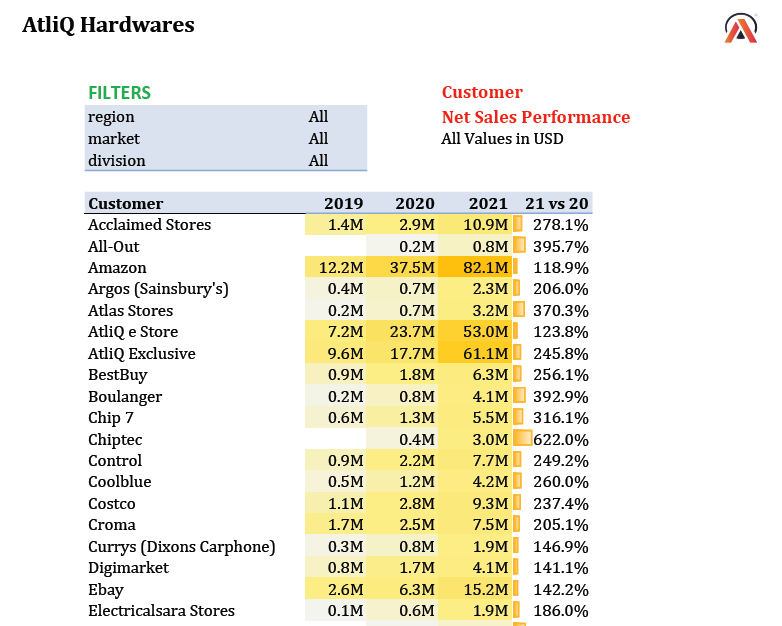 AtliQ Hardwares
FILTERS
region All
market All
division All
Customer
Net Sales Performance
All Values in USD
Customer 2019 2020 2021 21 vs 20
Acclaimed Stores 1.4M 2.9M 10.9M 278.1%
All-Out 0.2M 0.8M 395.7%
Amazon 12.2M 37.5M 82.1M 118.9%
Argos (Sainsbury's) 0.4M 0.7M 2.3M 206.0%
Atlas Stores 0.2M 0.7M 3.2M 370.3%
AtliQ e Store 7.2M 23.7M 53.0M 123.8%
AtliQ Exclusive 9.6M 17.7M 61.1M 245.8%
BestBuy 0.9M 1.8M 6.3M 256.1%
Boulanger 0.2M 0.8M 4.1M 392.9%
Chip 7 0.6M 1.3M 5.5M 316.1%
Chiptec 0.4M 3.0M 622.0%
Control 0.9M 2.2M 7.7M 249.2%
Coolblue 0.5M 1.2M 4.2M 260.0%
Costco 1.1M 2.8M 9.3M 237.4%
Croma 1.7M 2.5M 7.5M 205.1%
Currys (Dixons Carphone) 0.3M 0.8M 1.9M 146.9%
Digimarket 0.8M 1.7M 4.1M 141.1%
Ebay 2.6M 6.3M 15.2M 142.2%
Electricalsara Stores 0.1M 0.6M 1.9M 186.0%